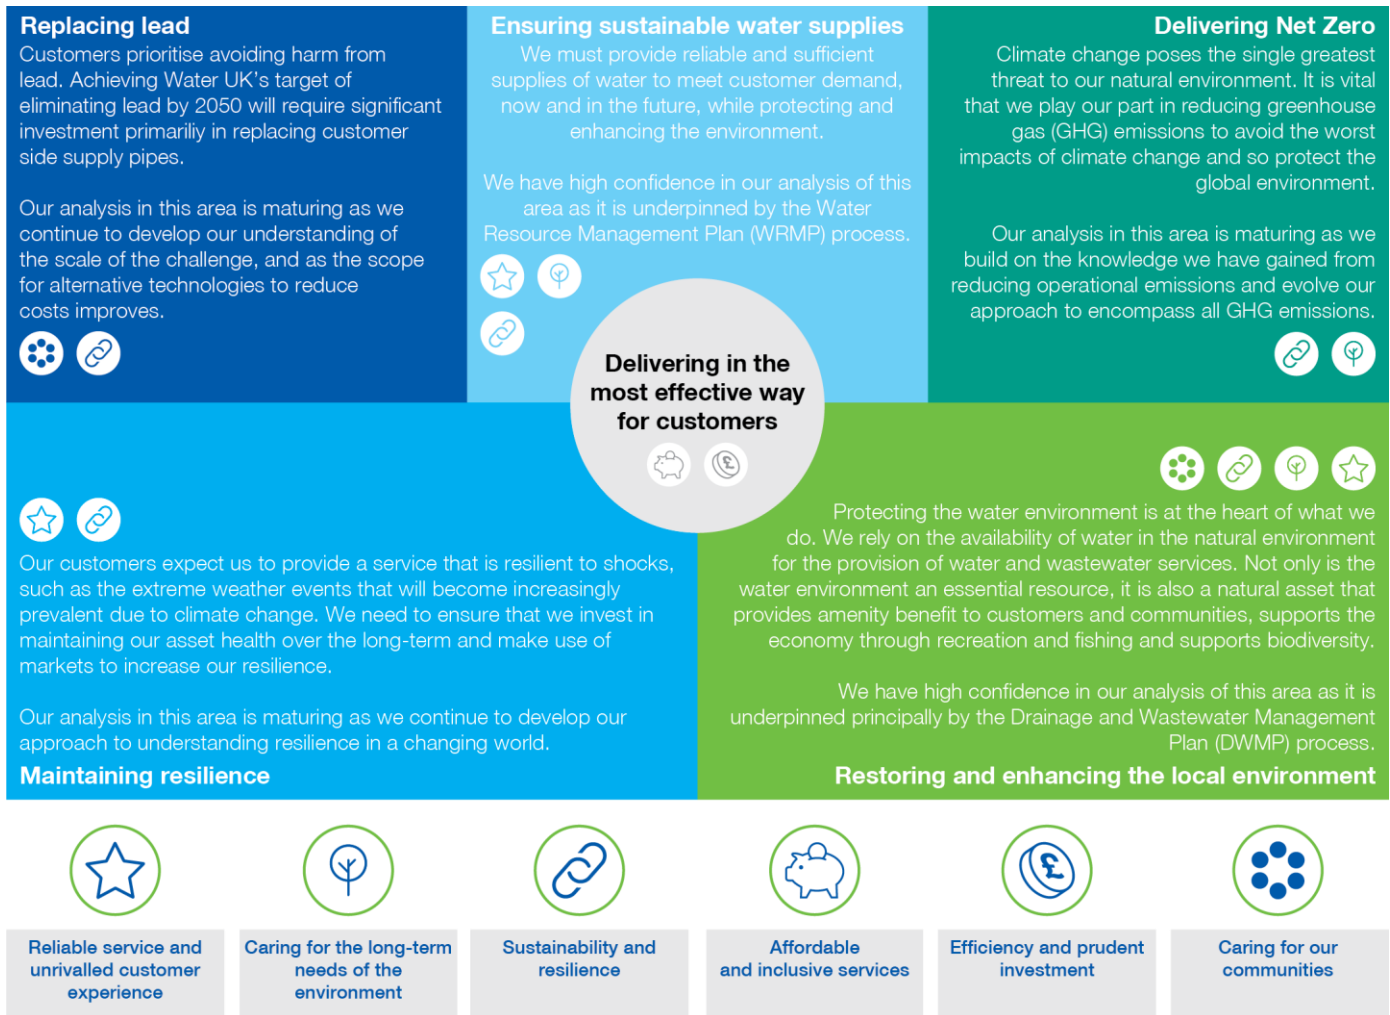 Replacing lead
Customers prioritise avoiding harm from
lead. Achieving Water UK's target of
eliminating lead by 2050 will require significant
investment primariliy in replacing customer
side supply pipes.
Our analysis in this area is maturing as we
continue to develop our understanding of
the scale of the challenge, and as the scope
for alternative technologies to reduce
costs improves.
Ensuring sustainable water supplies
We must provide reliable and sufficient
supplies of water to meet customer demand,
now and in the future, while protecting and
enhancing the environment.
We have high confidence in our analysis of this
area as it is underpinned by the Water
Resource Management Plan (WRMP) process.
Delivering Net Zero
Climate change poses the single greatest
threat to our natural environment. It is vital
that we play our part in reducing greenhouse
gas (GHG) emissions to avoid the worst
impacts of climate change and so protect the
global environment.
Our analysis in this area is maturing as we
build on the knowledge we have gained from
reducing operational emissions and evolve our
approach to encompass all GHG emissions.
Delivering in the
most effective way
for customers
£
Our customers expect us to provide a service that is resilient to shocks,
such as the extreme weather events that will become increasingly
prevalent due to climate change. We need to ensure that we invest in
maintaining our asset health over the long-term and make use of
markets to increase our resilience.
Our analysis in this area is maturing as we continue to develop our
approach to understanding resilience in a changing world.
Maintaining resilience
Protecting the water environment is at the heart of what we
do. We rely on the availability of water in the natural environment
for the provision of water and wastewater services. Not only is the
water environment an essential resource, it is also a natural asset that
provides amenity benefit to customers and communities, supports the
economy through recreation and fishing and supports biodiversity.
We have high confidence in our analysis of this area as it is
underpinned principally by the Drainage and Wastewater Management
Plan (DWMP) process.
Restoring and enhancing the local environment
£
Reliable service and
unrivalled customer
experience
Caring for the long-term
needs of the
environment
Sustainability and
resilience
Affordable
and inclusive services
Efficiency and prudent
investment
Caring for our
communities